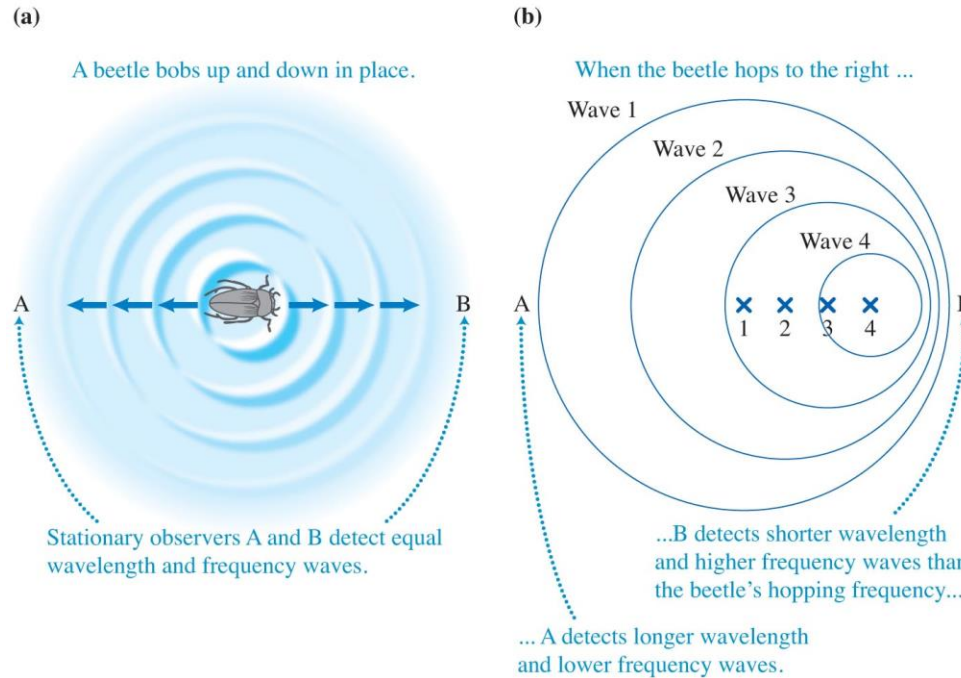 (a)
A beetle bobs up and down in place.
A
B
Stationary observers A and B detect equal
wavelength and frequency waves.
(b)
When the beetle hops to the right ...
Wave 1
Wave 2
Wave 3
Wave 4
A
1 2 3 4
...B detects shorter wavelength
and higher frequency waves than
the beetle's hopping frequency...
... A detects longer wavelength
and lower frequency waves.